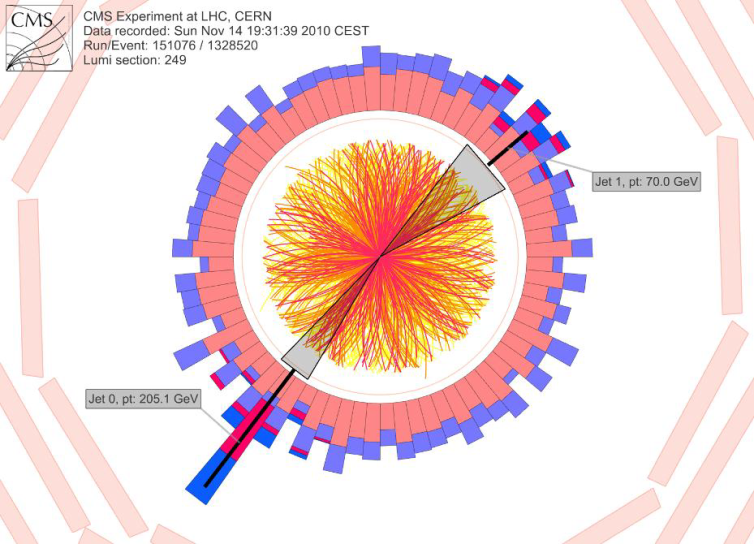 CMS
CMS Experiment at LHC, CERN
Data recorded: Sun Nov 14 19:31:39 2010 CEST
Run/Event: 151076 / 1328520
Lumi section: 249
Jet 1, pt: 70.0 GeV
Jet 0, pt: 205.1 GeV